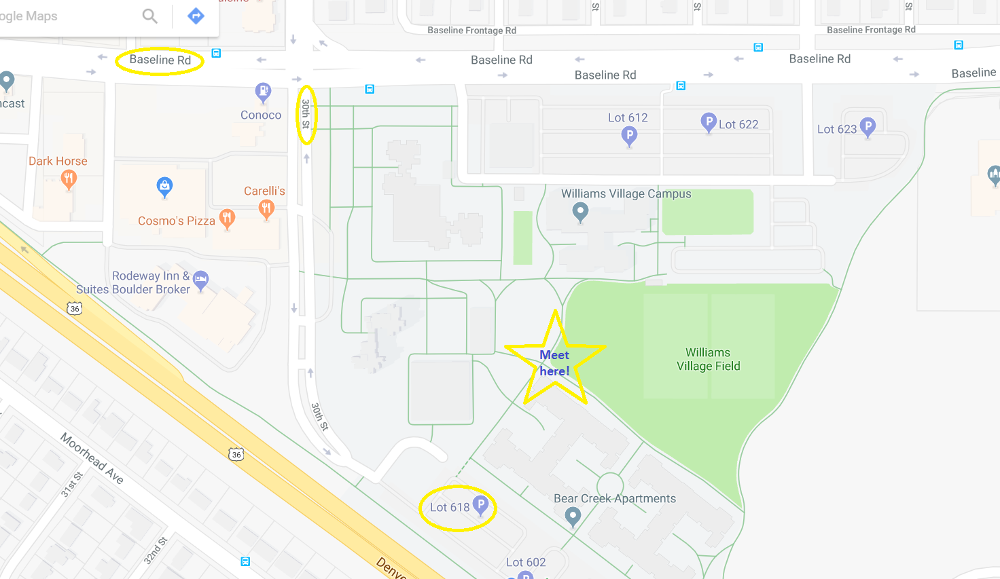 ogle Maps
St
St
St
Baseline Frontage Rd
Baseline Frontage Rd
Baseline Rd
Baseline Rd
Baseline Rd
Baseline Rd
Baseline
ncast
Conoco
30th St
Lot 612
Lot 622
Lot 623
Dark Horse
Carelli's
Cosmo's Pizza
Williams Village Campus
Rodeway Inn &
Suites Boulder Broker
36
Meet
here!
Williams
Village Field
30th St
36
Moorhead Ave
31st St
Lot 618
Bear Creek Apartments
32nd St
Lot 602
Denve